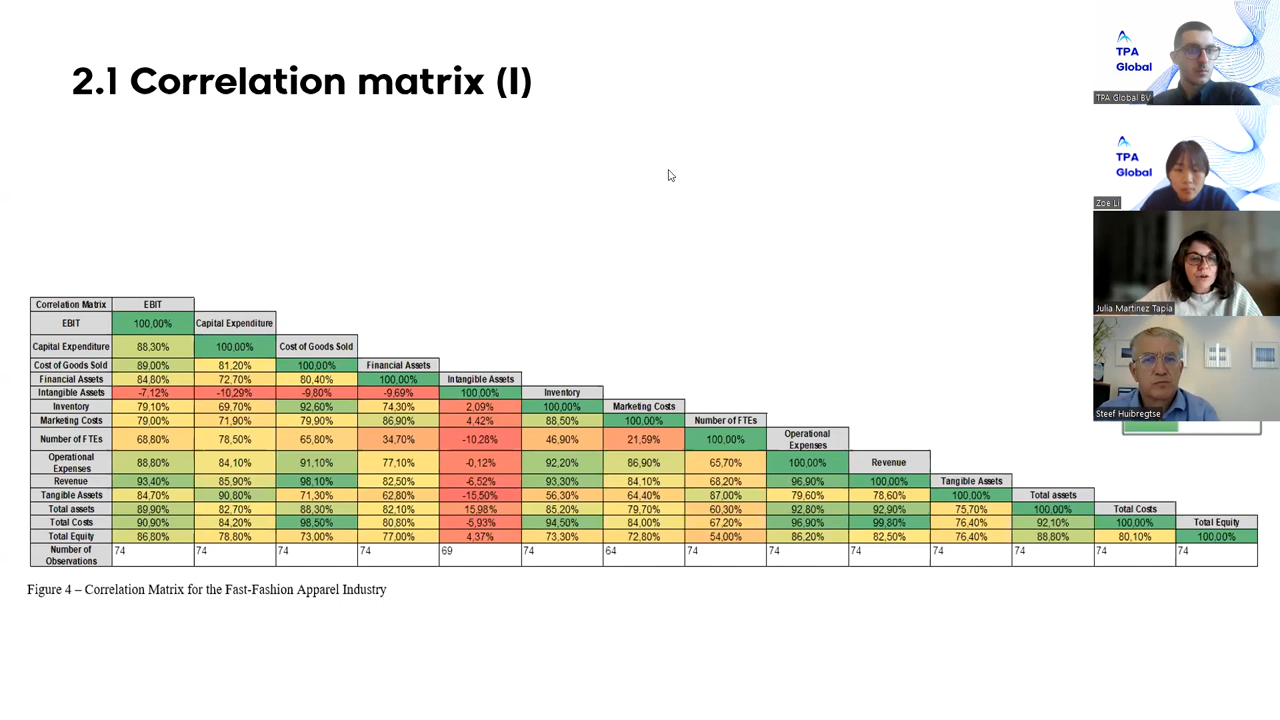 2.1 Correlation matrix (I)
TPA
Global
TPA Global BV
TPA
Global
Zoe Li
Julia Martinez Tapia
Steef Huibregtse
Correlation Matrix EBIT
EBIT 100,00% Capital Expenditure
Capital Expenditure 88,30% 100,00% Cost of Goods Sold
Cost of Goods Sold 89,00% 81,20% 100,00% Financial Assets
Financial Assets 84,80% 72,70% 80,40% 100,00% Intangible Assets
Intangible Assets -7,12% -10,29% -9,80% -9,69% 100,00% Inventory
Inventory 79,10% 69,70% 92,60% 74,30% 2,09% 100,00% Marketing Costs
Marketing Costs 79,00% 71,90% 79,90% 86,90% 4,42% 88,50% 100,00% Number of FTEs
Number of FTEs 68,80% 78,50% 65,80% 34,70% -10,28% 46,90% 21,59% 100,00% Operational Expenses
Operational Expenses 88,80% 84,10% 91,10% 77,10% -0,12% 92,20% 86,90% 65,70% 100,00% Revenue
Revenue 93,40% 85,90% 98,10% 82,50% -6,52% 93,30% 84,10% 68,20% 96,90% 100,00% Tangible Assets
Tangible Assets 84,70% 90,80% 71,30% 62,80% -15,50% 56,30% 64,40% 87,00% 79,60% 78,60% 100,00% Total assets
Total assets 89,90% 82,70% 88,30% 82,10% 15,98% 85,20% 79,70% 60,30% 92,80% 92,90% 75,70% 100,00% Total Costs
Total Costs 90,90% 84,20% 98,50% 80,80% -5,93% 94,50% 84,00% 67,20% 96,90% 99,80% 76,40% 92,10% 100,00% Total Equity
Total Equity 86,80% 78,80% 73,00% 77,00% 4,37% 73,30% 72,80% 54,00% 86,20% 82,50% 76,40% 88,80% 80,10% 100,00%
Number of Observations 74 74 74 74 69 74 64 74 74 74 74 74 74 74
Figure 4 – Correlation Matrix for the Fast-Fashion Apparel Industry